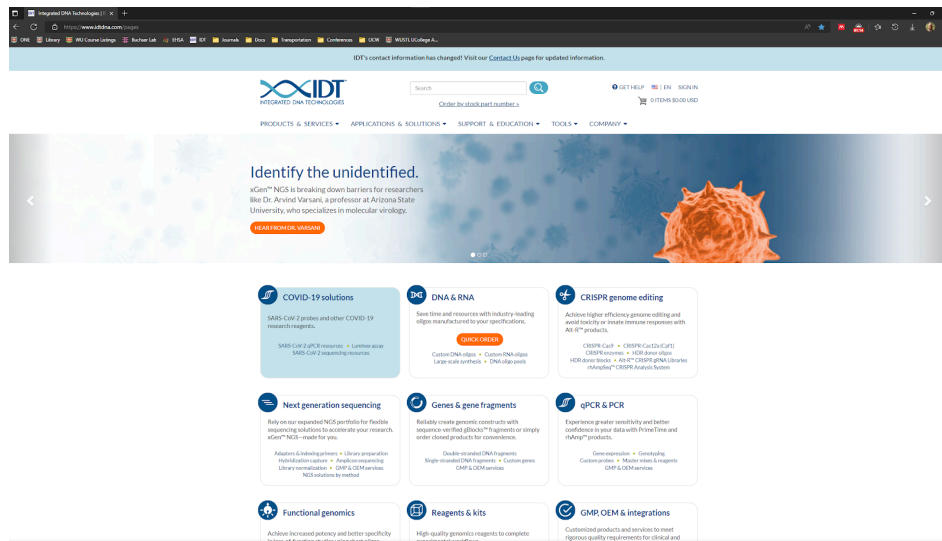 Integrated DNA Technologies | I
https://www.idtdna.com/pages
ONE Library WU Course Listings Buchser Lab EHSA IDT Journals Docs Transportation Conferences UCW WUSTL UCollege A...
IDT's contact information has changed! Visit our Contact Us page for updated information.
IDT
INTEGRATED DNA TECHNOLOGIES
Search
Order by stock part number »
GET HELP | EN SIGN IN
0 ITEMS $0.00 USD
PRODUCTS & SERVICES APPLICATIONS & SOLUTIONS SUPPORT & EDUCATION TOOLS COMPANY
Identify the unidentified.
xGen™ NGS is breaking down barriers for researchers
like Dr. Arvind Varsani, a professor at Arizona State
University, who specializes in molecular virology.
HEAR FROM DR. VARSANI
COVID-19 solutions
SARS-CoV-2 probes and other COVID-19
research reagents.
SARS-CoV-2 qPCR resources • Luminex assay
SARS-CoV-2 sequencing resources
DNA & RNA
Save time and resources with industry-leading
oligos manufactured to your specifications.
QUICK ORDER
Custom DNA oligos • Custom RNA oligos
Large-scale synthesis • DNA oligo pools
CRISPR genome editing
Achieve higher efficiency genome editing and
avoid toxicity or innate immune responses with
Alt-R™ products.
CRISPR-Cas9 • CRISPR-Cas12a (Cpf1)
CRISPR enzymes • HDR donor oligos
HDR donor blocks • Alt-R™ CRISPR gRNA Libraries
rhAmpSeq™ CRISPR Analysis System
Next generation sequencing
Rely on our expanded NGS portfolio for flexible
sequencing solutions to accelerate your research.
xGen™ NGS—made for you.
Adapters & indexing primers • Library preparation
Hybridization capture • Amplicon sequencing
Library normalization • GMP & OEM services
NGS solutions by method
Genes & gene fragments
Reliably create genomic constructs with
sequence-verified gBlocks™ fragments or simply
order cloned products for convenience.
Double-stranded DNA fragments
Single-stranded DNA fragments • Custom genes
GMP & OEM services
qPCR & PCR
Experience greater sensitivity and better
confidence in your data with PrimeTime and
rhAmp™ products.
Gene expression • Genotyping
Custom probes • Master mixes & reagents
GMP & OEM services
Functional genomics
Achieve increased potency and better specificity
Reagents & kits
High-quality genomics reagents to complete
GMP, OEM & integrations
Customized products and services to meet
rigorous quality requirements for clinical and